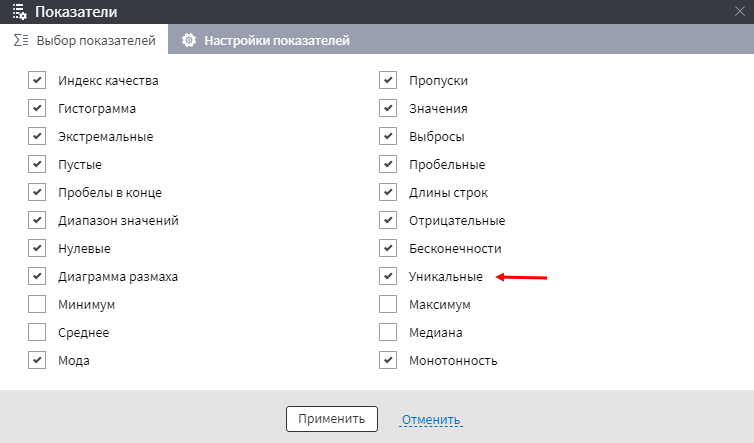 Показатели
Выбор показателей Настройки показателей
Индекс качества Пропуски
Гистограмма Значения
Экстремальные Выбросы
Пустые Пробельные
Пробелы в конце Длины строк
Диапазон значений Отрицательные
Нулевые Бесконечности
Диаграмма размаха Уникальные
Минимум Максимум
Среднее Медиана
Мода Монотонность
Применить Отменить